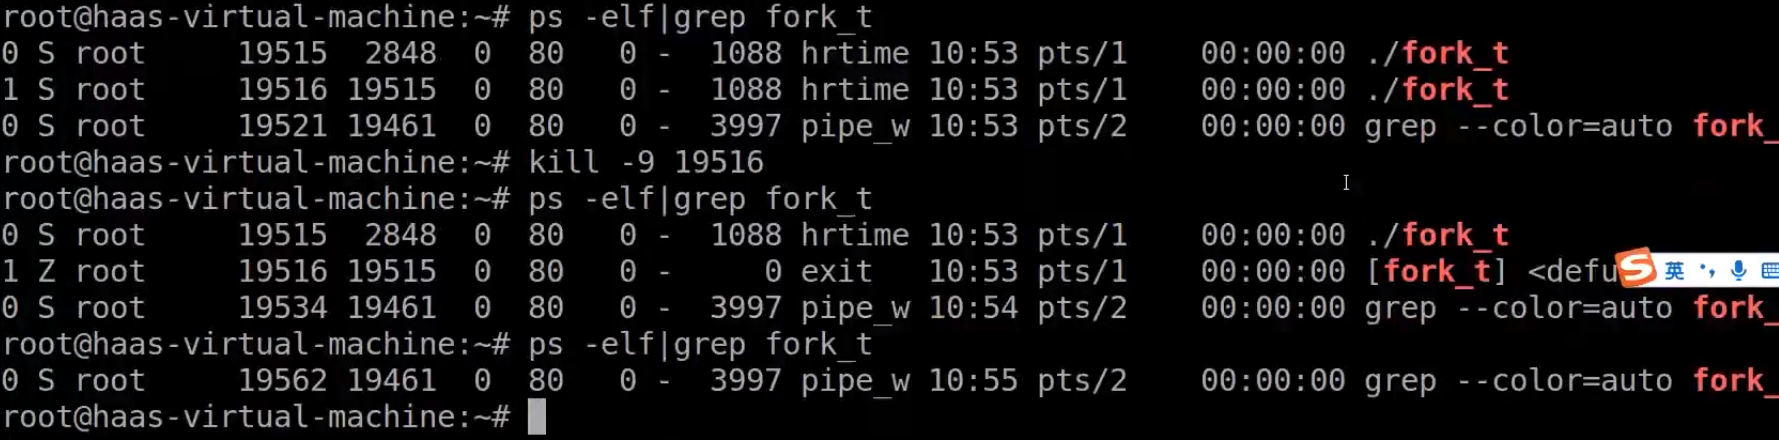 root@haas-virtual-machine:~# ps -elf|grep fork_t
0 S root     19515  2848  0  80   0 -  1088 hrtime 10:53 pts/1    00:00:00 ./fork_t
1 S root     19516 19515  0  80   0 -  1088 hrtime 10:53 pts/1    00:00:00 ./fork_t
0 S root     19521 19461  0  80   0 -  3997 pipe_w 10:53 pts/2    00:00:00 grep --color=auto fork_
root@haas-virtual-machine:~# kill -9 19516
root@haas-virtual-machine:~# ps -elf|grep fork_t
0 S root     19515  2848  0  80   0 -  1088 hrtime 10:53 pts/1    00:00:00 ./fork_t
1 Z root     19516 19515  0  80   0 -     0 exit   10:53 pts/1    00:00:00 [fork_t] <defu
英
0 S root     19534 19461  0  80   0 -  3997 pipe_w 10:54 pts/2    00:00:00 grep --color=auto fork_
root@haas-virtual-machine:~# ps -elf|grep fork_t
0 S root     19562 19461  0  80   0 -  3997 pipe_w 10:55 pts/2    00:00:00 grep --color=auto fork_
root@haas-virtual-machine:~#